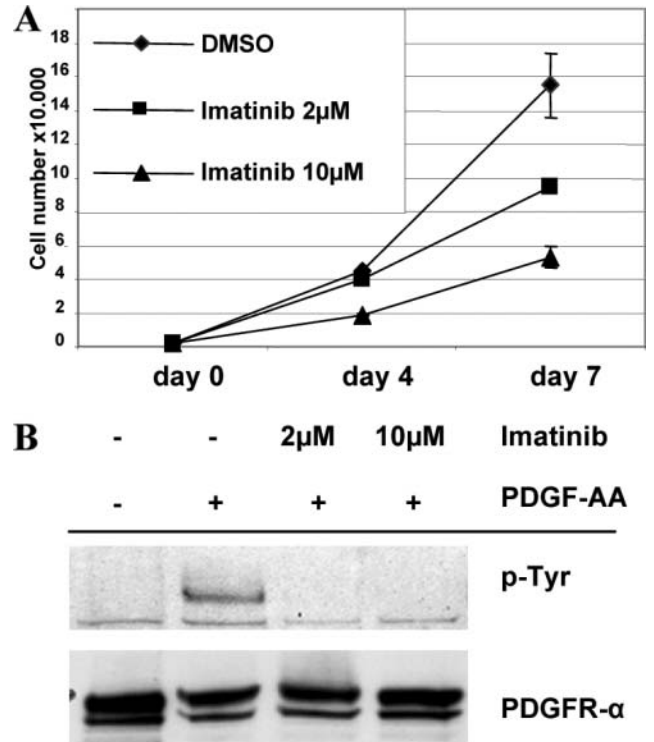 A
DMSO
Imatinib 2µM
Imatinib 10µM
Cell number x10.000
18
16
14
12
10
8
6
4
2
0
day 0 day 4 day 7
B
- - 2µM 10µM Imatinib
- + + + PDGF-AA
p-Tyr
PDGFR-α